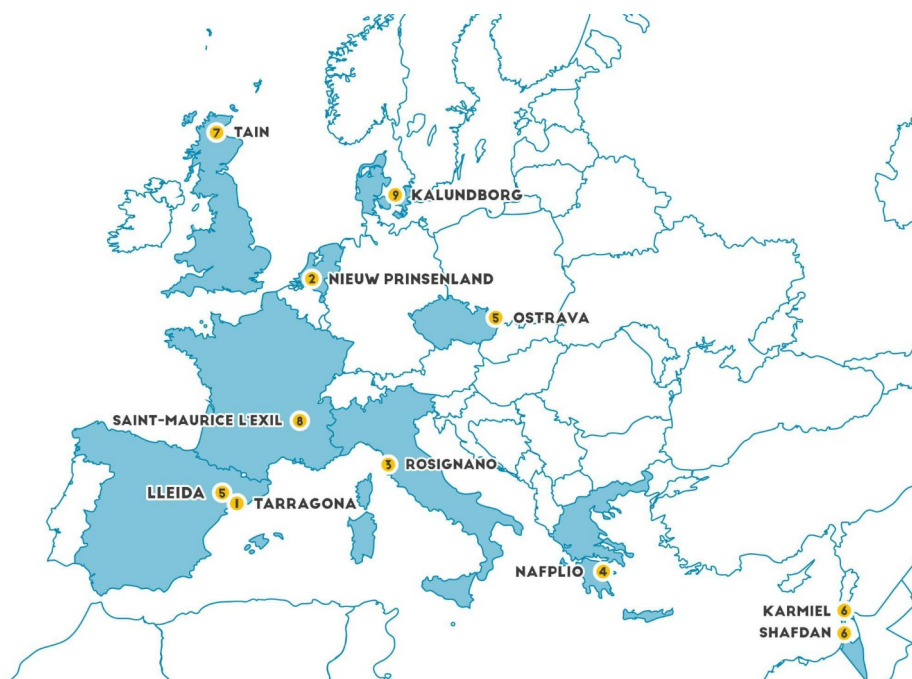 7 TAIN
9 KALUNDBORG
2 NIEUW PRINSENLAND
5 OSTRAVA
SAINT-MAURICE L'EXIL 8
3 ROSIGNANO
LLEIDA 5
1 TARRAGONA
NAFPLIO 4
KARMIEL 6
SHAFDAN 6